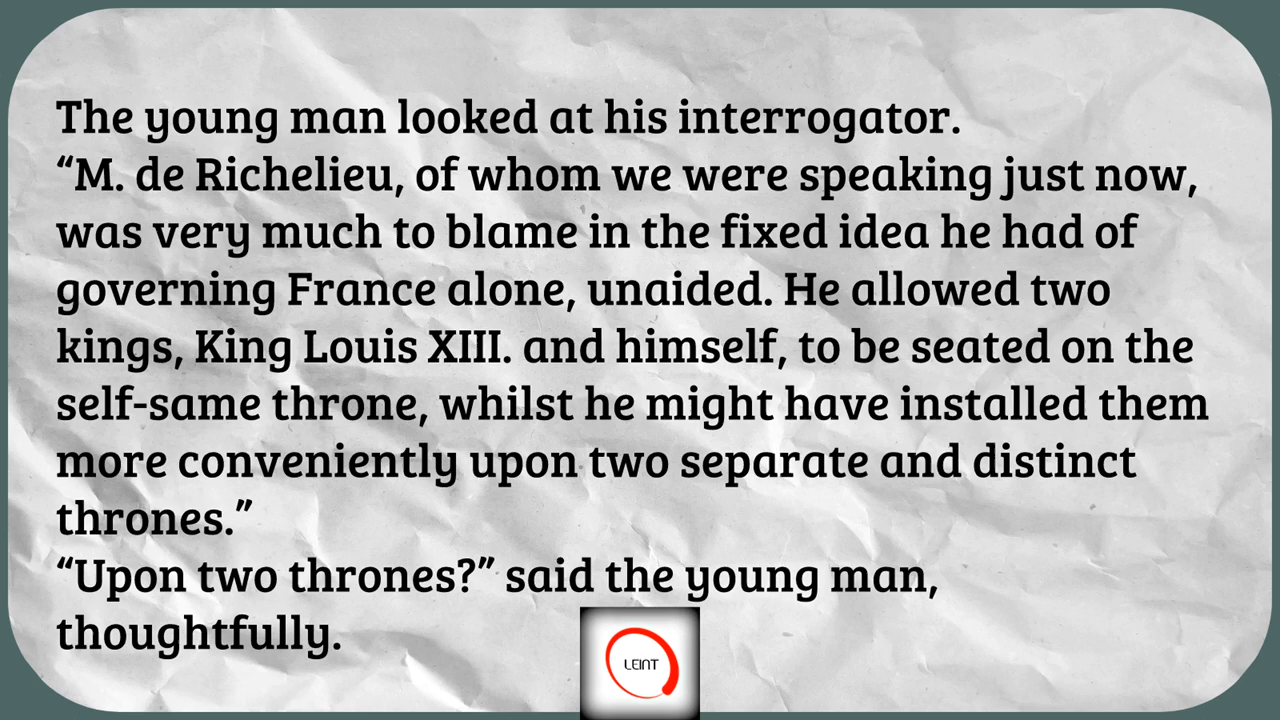 The young man looked at his interrogator.
“M. de Richelieu, of whom we were speaking just now,
was very much to blame in the fixed idea he had of
governing France alone, unaided. He allowed two
kings, King Louis XIII. and himself, to be seated on the
self-same throne, whilst he might have installed them
more conveniently upon two separate and distinct
thrones.”
“Upon two thrones?” said the young man,
thoughtfully.
LEINT